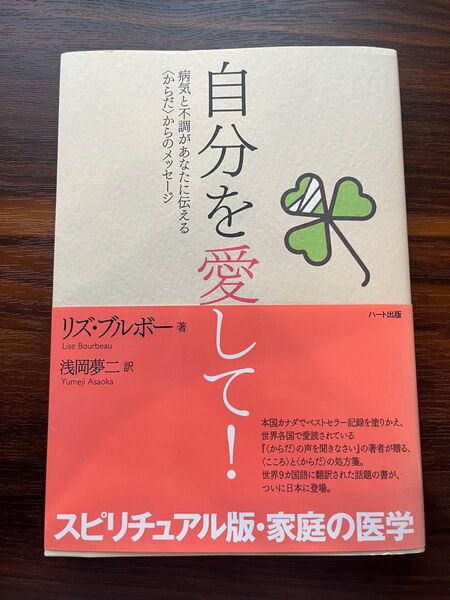 自分を愛して!
病気と不調があなたに伝える
〈からだ〉からのメッセージ
リズ・ブルボー 著
Lise Bourbeau
浅岡夢二 訳
Yumeji Asaoka
ハート出版
本国カナダでベストセラー記録を塗りかえ、
世界各国で愛読されている
『〈からだ〉の声を聞きなさい』の著者が贈る、
〈こころ〉と〈からだ〉の処方箋。
世界9カ国語に翻訳された話題の書が、
ついに日本に登場。
スピリチュアル版・家庭の医学